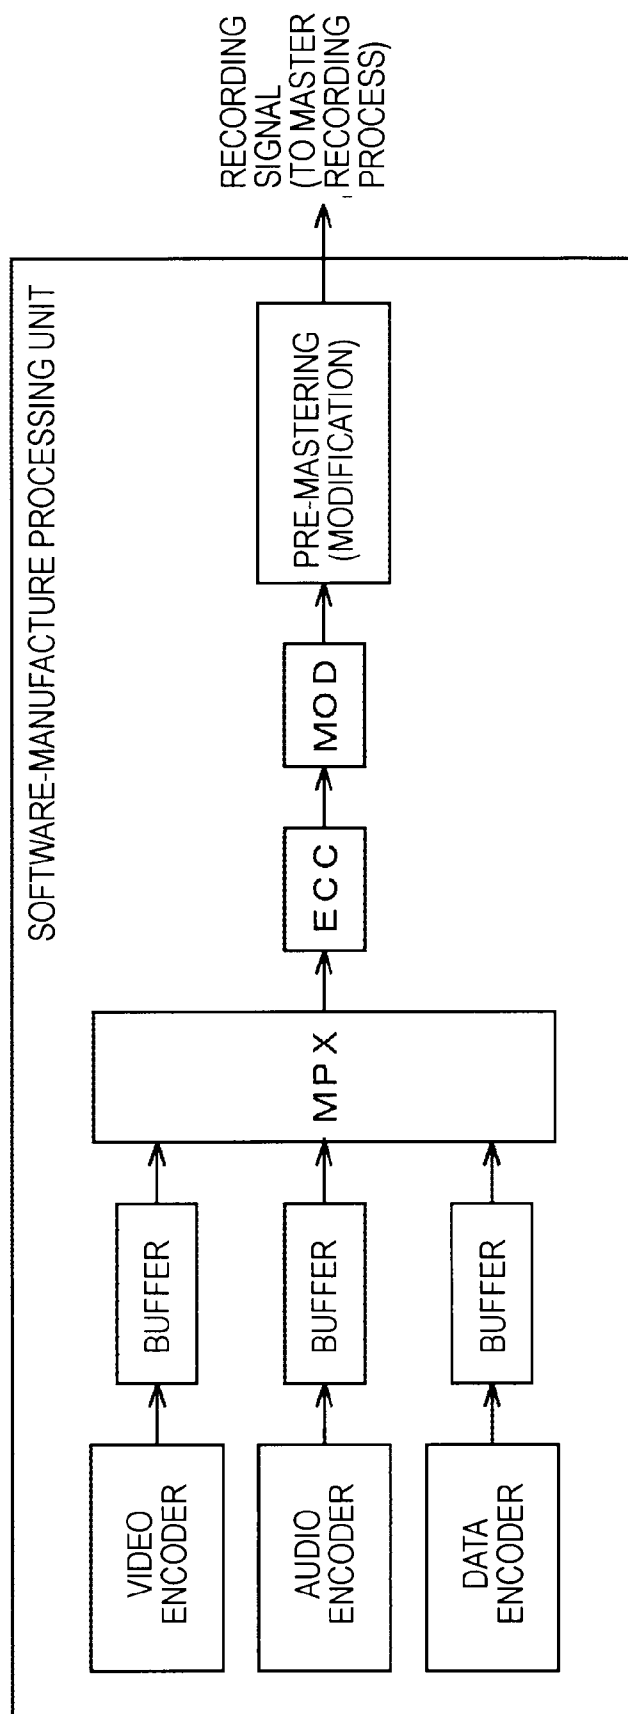 SOFTWARE-MANUFACTURE PROCESSING UNIT
VIDEO
ENCODER
BUFFER
AUDIO
ENCODER
BUFFER
DATA
ENCODER
BUFFER
MPX
ECC
MOD
PRE-MASTERING
(MODIFICATION)
RECORDING
SIGNAL
(TO MASTER
RECORDING
PROCESS)